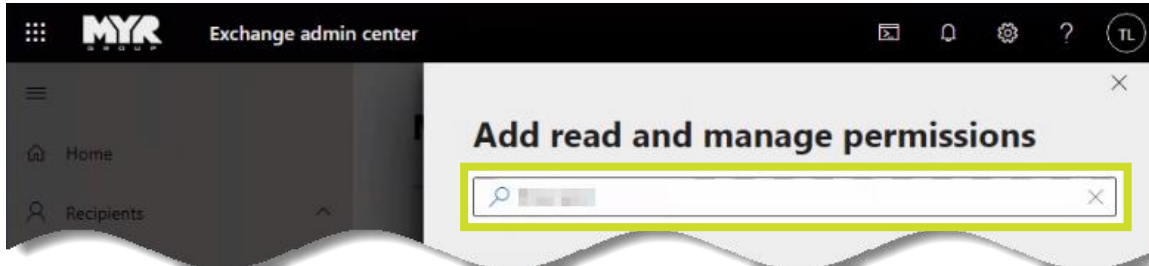 MYR
GROUP
Exchange admin center
?
TL
Add read and manage permissions
Home
Recipients